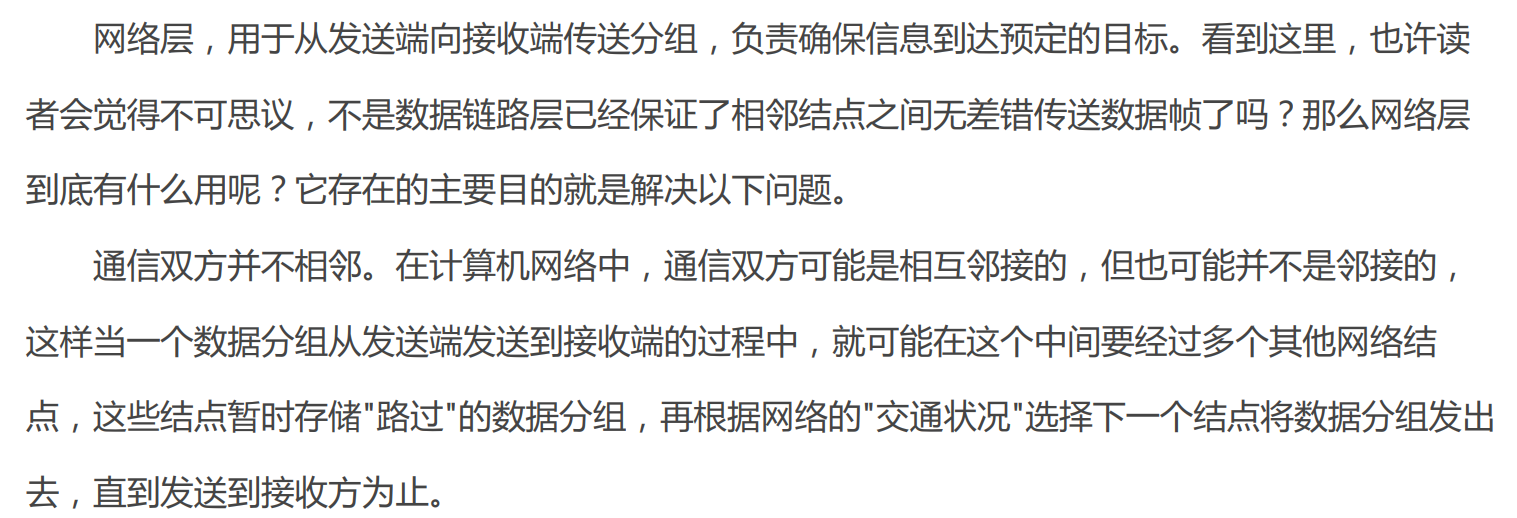 网络层，用于从发送端向接收端传送分组，负责确保信息到达预定的目标。看到这里，也许读
者会觉得不可思议，不是数据链路层已经保证了相邻结点之间无差错传送数据帧了吗？那么网络层
到底有什么用呢？它存在的主要目的就是解决以下问题。
通信双方并不相邻。在计算机网络中，通信双方可能是相互邻接的，但也可能并不是邻接的，
这样当一个数据分组从发送端发送到接收端的过程中，就可能在这个中间要经过多个其他网络结
点，这些结点暂时存储"路过"的数据分组，再根据网络的"交通状况"选择下一个结点将数据分组发出
去，直到发送到接收方为止。